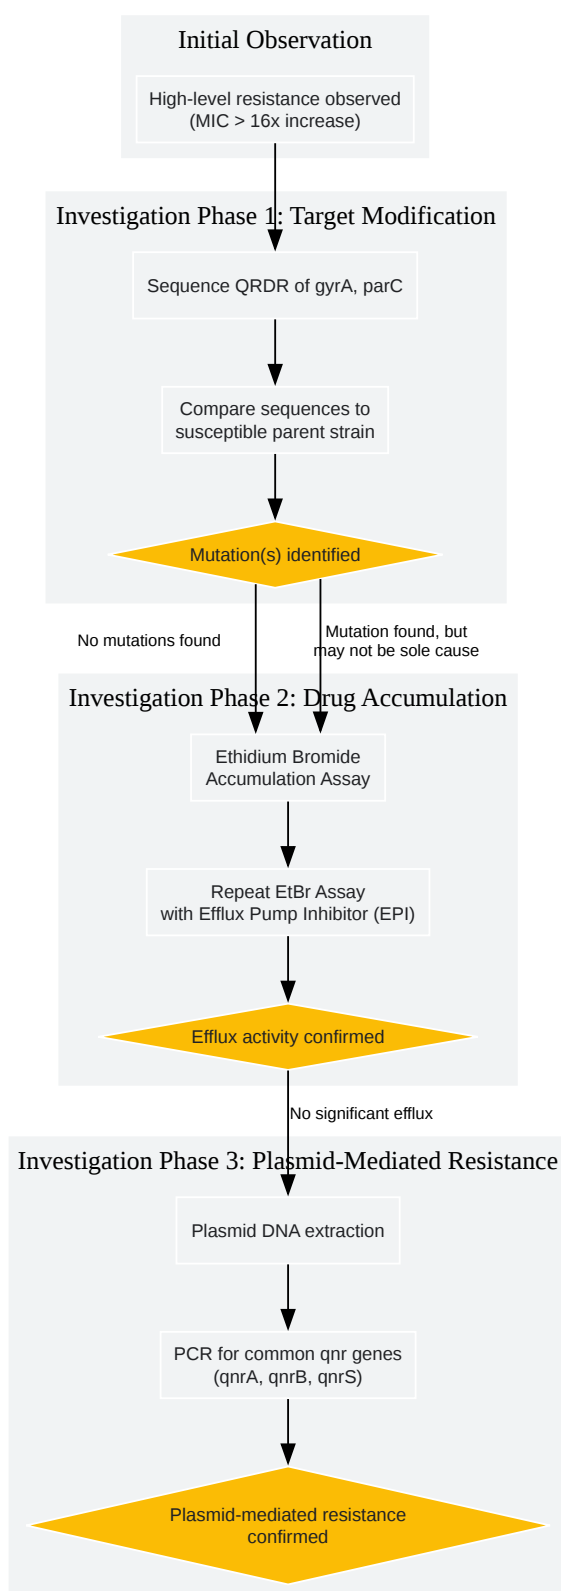 Initial Observation
High-level resistance observed
(MIC > 16x increase)
Investigation Phase 1: Target Modification
Sequence QRDR of gyrA, parC
Compare sequences to
susceptible parent strain
Mutation(s) identified
No mutations found
Mutation found, but
may not be sole cause
Investigation Phase 2: Drug Accumulation
Ethidium Bromide
Accumulation Assay
Repeat EtBr Assay
with Efflux Pump Inhibitor (EPI)
Efflux activity confirmed
No significant efflux
Investigation Phase 3: Plasmid-Mediated Resistance
Plasmid DNA extraction
PCR for common qnr genes
(qnrA, qnrB, qnrS)
Plasmid-mediated resistance
confirmed